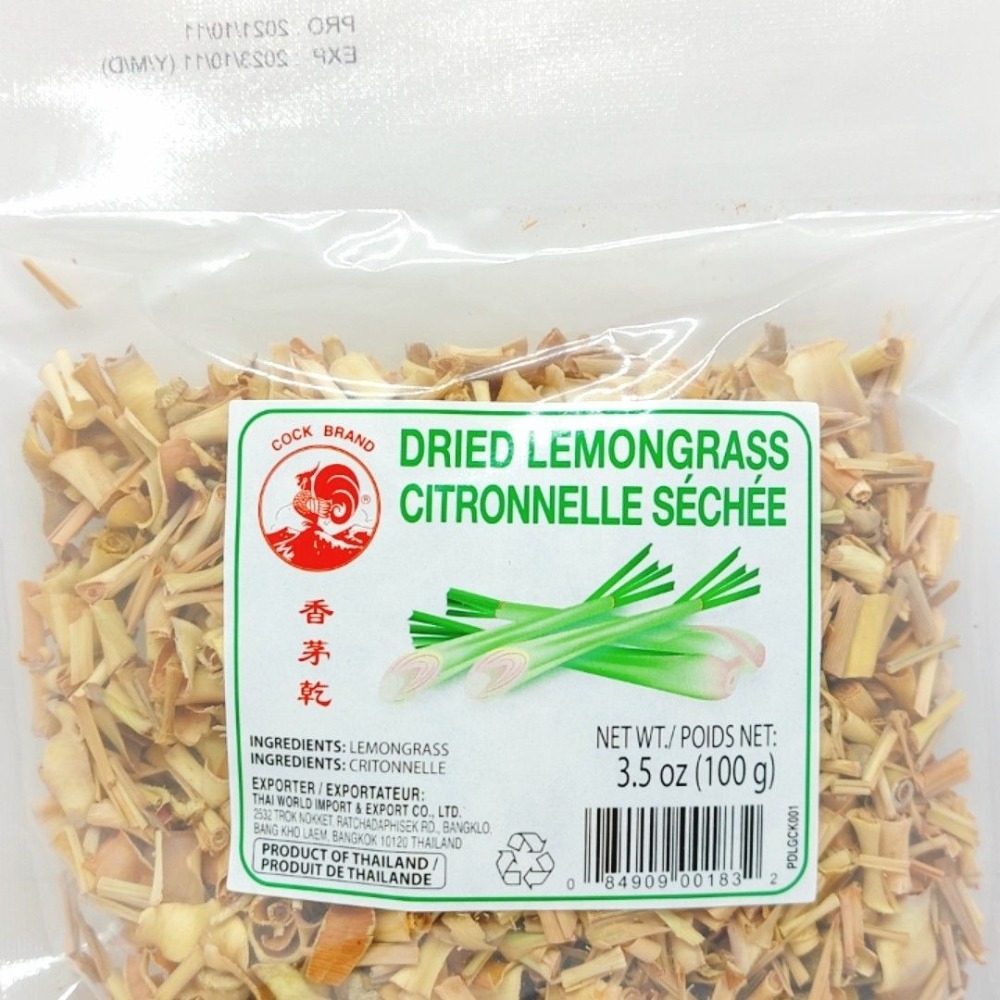 PRO 2021/10/11
EXP 2023/10/11 (Y/M/D)
COCK BRAND
®
DRIED LEMONGRASS
CITRONNELLE SÉCHÉE
香
茅
乾
INGREDIENTS: LEMONGRASS
INGREDIENTS: CRITONNELLE
EXPORTER / EXPORTATEUR:
THAI WORLD IMPORT & EXPORT CO., LTD.
2532 TROK NOKKET, RATCHADAPHISEK RD., BANGKLO,
BANG KHO LAEM, BANGKOK 10120 THAILAND
PRODUCT OF THAILAND /
PRODUIT DE THAILANDE
NET WT./ POIDS NET:
3.5 oz (100 g)
0 84909 00183 2
PDLGCK001